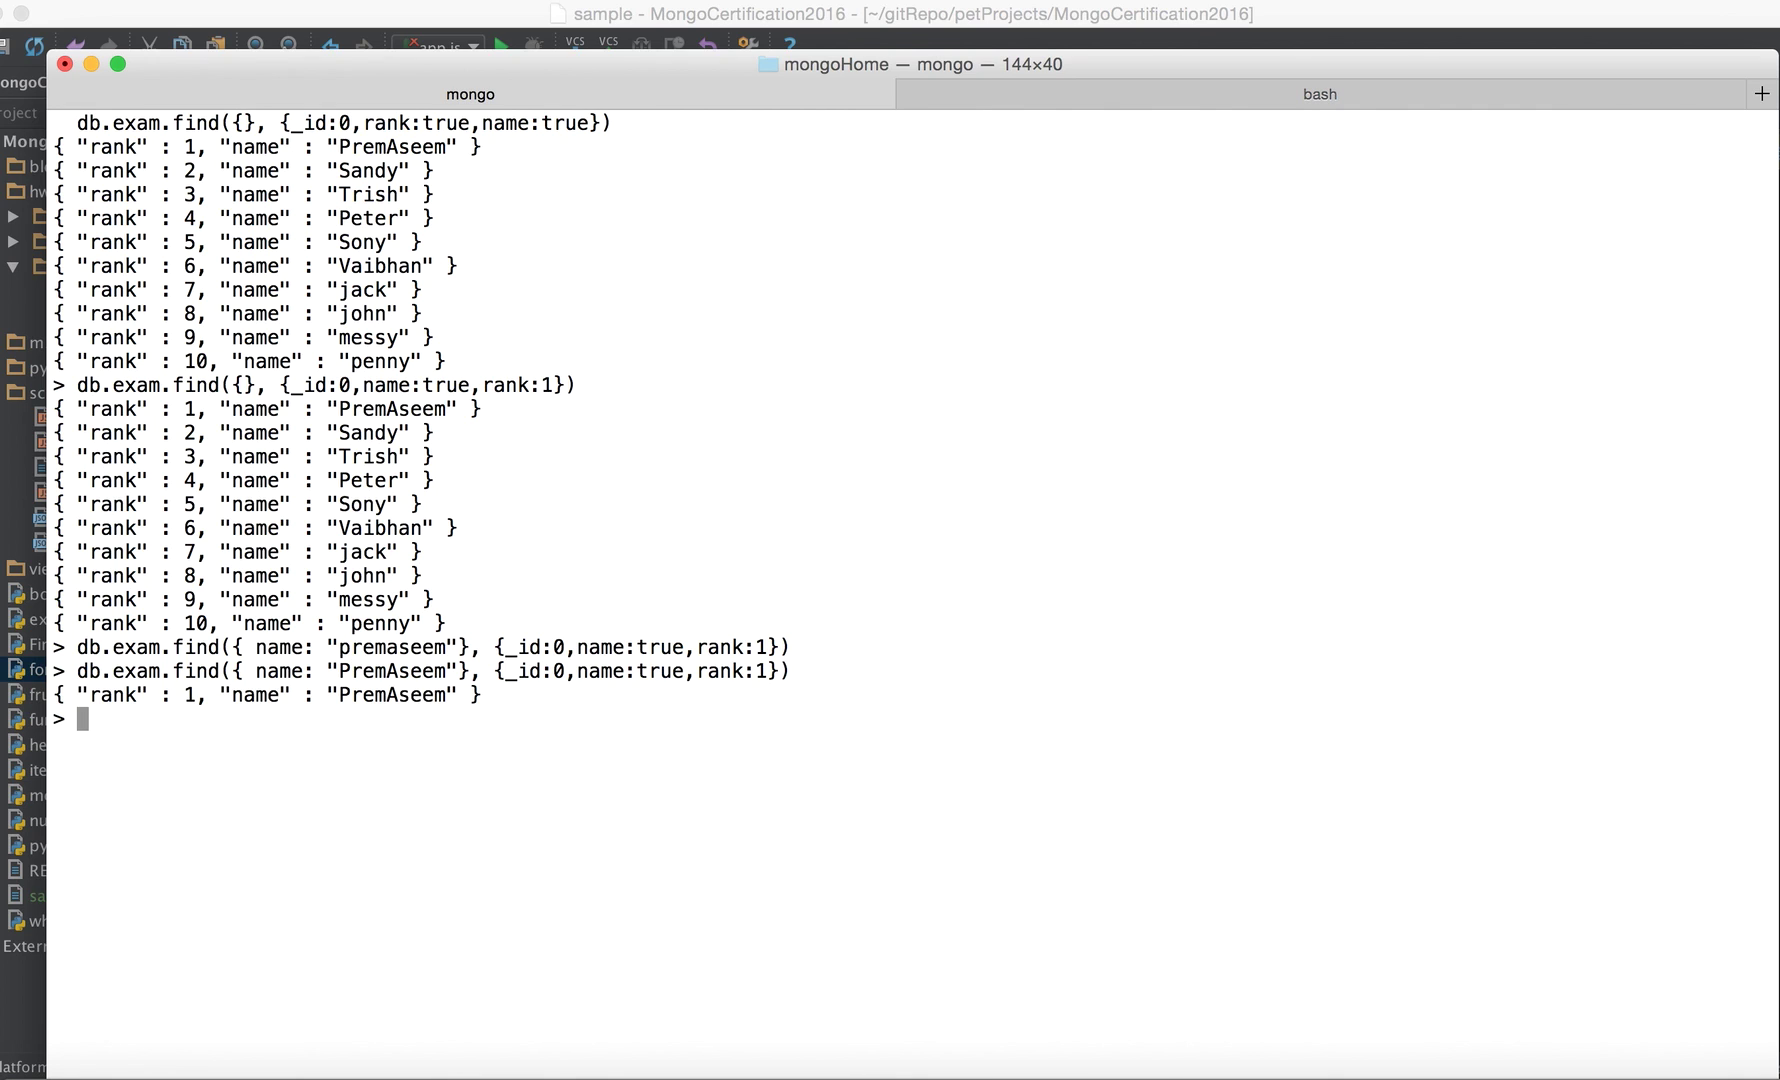 sample - MongoCertification2016 - [~/gitRepo/petProjects/MongoCertification2016]
app.js
VCS VCS
?
mongoHome — mongo — 144×40
mongo
bash
+
db.exam.find({}, {_id:0,rank:true,name:true})
{ "rank" : 1, "name" : "PremAseem" }
{ "rank" : 2, "name" : "Sandy" }
{ "rank" : 3, "name" : "Trish" }
{ "rank" : 4, "name" : "Peter" }
{ "rank" : 5, "name" : "Sony" }
{ "rank" : 6, "name" : "Vaibhan" }
{ "rank" : 7, "name" : "jack" }
{ "rank" : 8, "name" : "john" }
{ "rank" : 9, "name" : "messy" }
{ "rank" : 10, "name" : "penny" }
> db.exam.find({}, {_id:0,name:true,rank:1})
{ "rank" : 1, "name" : "PremAseem" }
{ "rank" : 2, "name" : "Sandy" }
{ "rank" : 3, "name" : "Trish" }
{ "rank" : 4, "name" : "Peter" }
{ "rank" : 5, "name" : "Sony" }
{ "rank" : 6, "name" : "Vaibhan" }
{ "rank" : 7, "name" : "jack" }
{ "rank" : 8, "name" : "john" }
{ "rank" : 9, "name" : "messy" }
{ "rank" : 10, "name" : "penny" }
> db.exam.find({ name: "premaseem"}, {_id:0,name:true,rank:1})
> db.exam.find({ name: "PremAseem"}, {_id:0,name:true,rank:1})
{ "rank" : 1, "name" : "PremAseem" }
>
ongoC
roject
Mong
bl
hw
m
py
sc
vie
bo
ex
Fin
fo
fru
fu
he
ite
me
nu
py
RE
sa
wh
Extern
latform